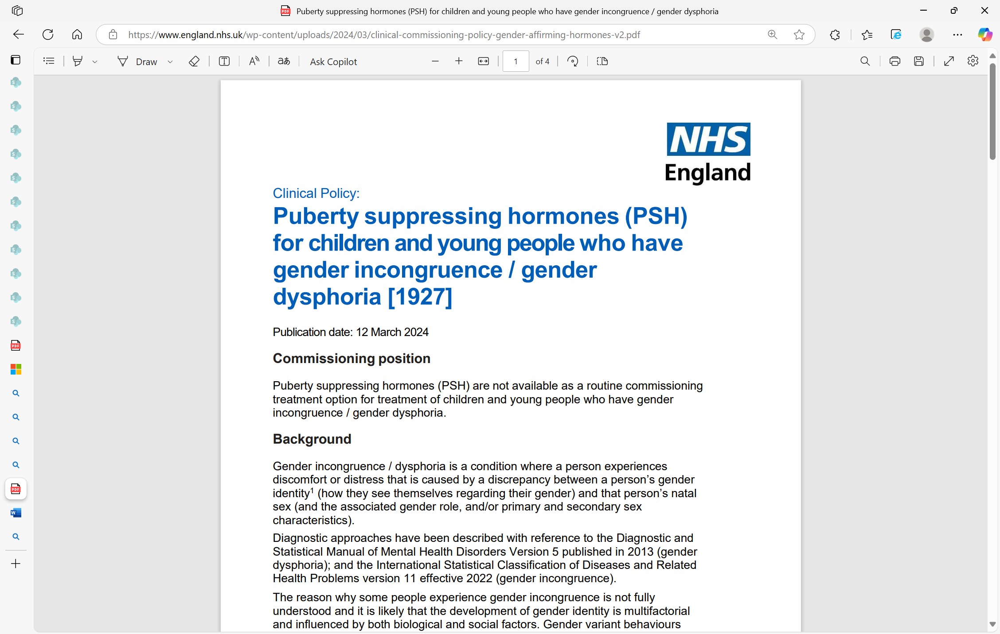 Puberty suppressing hormones (PSH) for children and young people who have gender incongruence / gender dysphoria
https://www.england.nhs.uk/wp-content/uploads/2024/03/clinical-commissioning-policy-gender-affirming-hormones-v2.pdf
Draw
aあ
Ask Copilot
1
of 4
NHS
England
Clinical Policy:
Puberty suppressing hormones (PSH)
for children and young people who have
gender incongruence / gender
dysphoria [1927]
Publication date: 12 March 2024
Commissioning position
Puberty suppressing hormones (PSH) are not available as a routine commissioning
treatment option for treatment of children and young people who have gender
incongruence / gender dysphoria.
Background
Gender incongruence / dysphoria is a condition where a person experiences
discomfort or distress that is caused by a discrepancy between a person’s gender
identity¹ (how they see themselves regarding their gender) and that person’s natal
sex (and the associated gender role, and/or primary and secondary sex
characteristics).
Diagnostic approaches have been described with reference to the Diagnostic and
Statistical Manual of Mental Health Disorders Version 5 published in 2013 (gender
dysphoria); and the International Statistical Classification of Diseases and Related
Health Problems version 11 effective 2022 (gender incongruence).
The reason why some people experience gender incongruence is not fully
understood and it is likely that the development of gender identity is multifactorial
and influenced by both biological and social factors. Gender variant behaviours